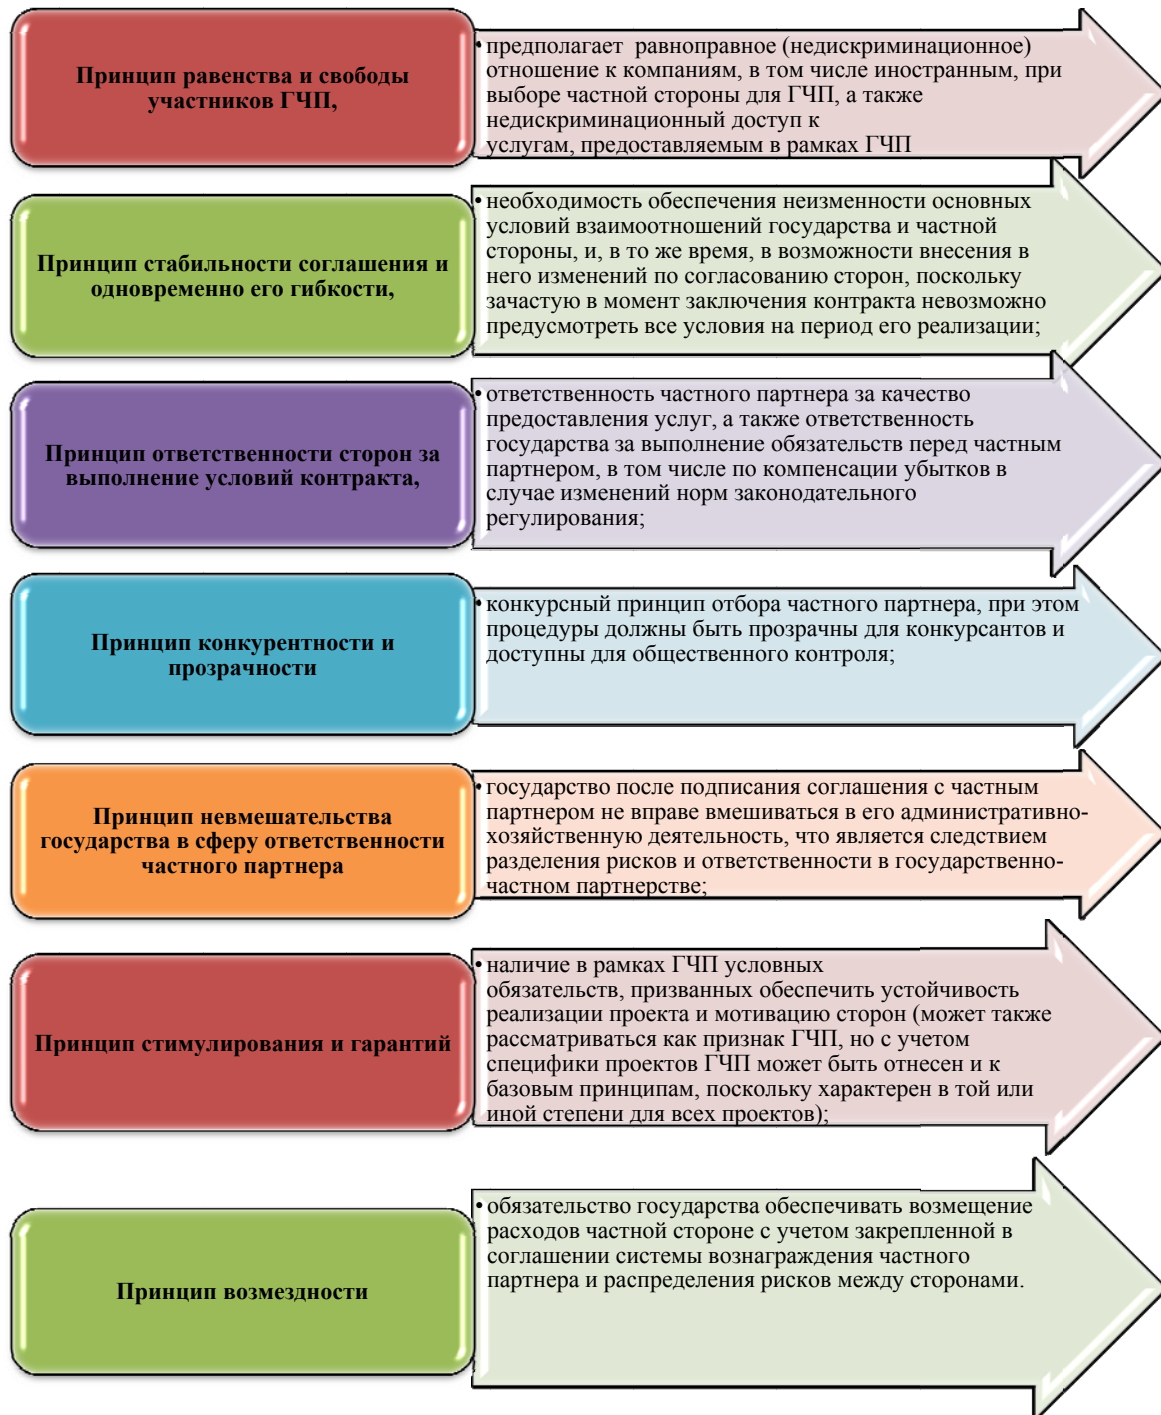 Принцип равенства и свободы
участников ГЧП,
• предполагает равноправное (недискриминационное)
отношение к компаниям, в том числе иностранным, при
выборе частной стороны для ГЧП, а также
недискриминационный доступ к
услугам, предоставляемым в рамках ГЧП
Принцип стабильности соглашения и
одновременно его гибкости,
• необходимость обеспечения неизменности основных
условий взаимоотношений государства и частной
стороны, и, в то же время, в возможности внесения в
него изменений по согласованию сторон, поскольку
зачастую в момент заключения контракта невозможно
предусмотреть все условия на период его реализации;
Принцип ответственности сторон за
выполнение условий контракта,
• ответственность частного партнера за качество
предоставления услуг, а также ответственность
государства за выполнение обязательств перед частным
партнером, в том числе по компенсации убытков в
случае изменений норм законодательного
регулирования;
Принцип конкурентности и
прозрачности
• конкурсный принцип отбора частного партнера, при этом
процедуры должны быть прозрачны для конкурсантов и
доступны для общественного контроля;
Принцип невмешательства
государства в сферу ответственности
частного партнера
• государство после подписания соглашения с частным
партнером не вправе вмешиваться в его административно-
хозяйственную деятельность, что является следствием
разделения рисков и ответственности в государственно-
частном партнерстве;
Принцип стимулирования и гарантий
• наличие в рамках ГЧП условных
обязательств, призванных обеспечить устойчивость
реализации проекта и мотивацию сторон (может также
рассматриваться как признак ГЧП, но с учетом
специфики проектов ГЧП может быть отнесен и к
базовым принципам, поскольку характерен в той или
иной степени для всех проектов);
Принцип возмездности
• обязательство государства обеспечивать возмещение
расходов частной стороне с учетом закрепленной в
соглашении системы вознаграждения частного
партнера и распределения рисков между сторонами.